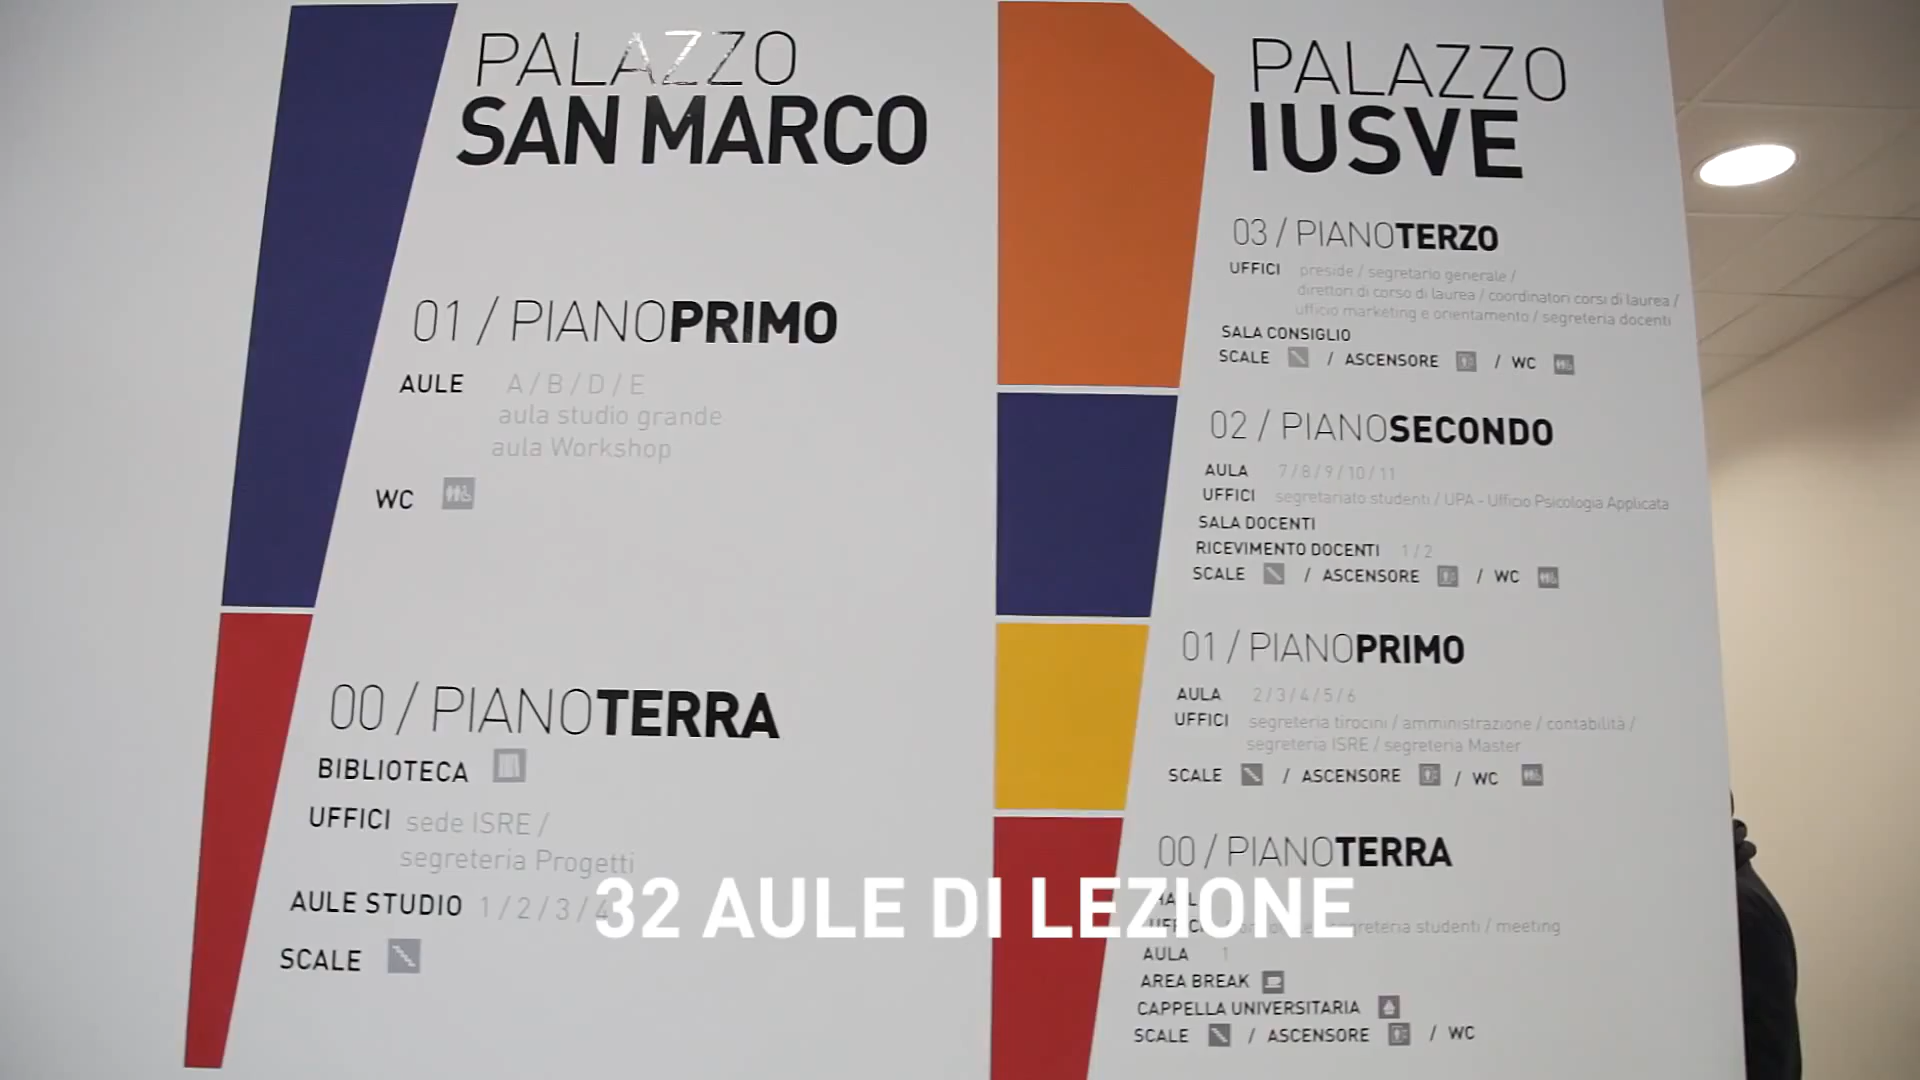 PALAZZO
SAN MARCO
01 / PIANOPRIMO
AULE A / B / D / E
aula studio grande
aula Workshop
WC
00 / PIANOTERRA
BIBLIOTECA
UFFICI sede ISRE /
segreteria Progetti
AULE STUDIO 1 / 2 / 3 / 4
SCALE
PALAZZO
IUSVE
03 / PIANOTERZO
UFFICI preside / segretario generale /
direttori di corso di laurea / coordinatori corsi di laurea /
ufficio marketing e orientamento / segreteria docenti
SALA CONSIGLIO
SCALE / ASCENSORE / WC
02 / PIANOSECONDO
AULA 7 / 8 / 9 / 10 / 11
UFFICI segretariato studenti / UPA - Ufficio Psicologia Applicata
SALA DOCENTI
RICEVIMENTO DOCENTI 1 / 2
SCALE / ASCENSORE / WC
01 / PIANOPRIMO
AULA 2 / 3 / 4 / 5 / 6
UFFICI segreteria tirocini / amministrazione / contabilità /
segreteria ISRE / segreteria Master
SCALE / ASCENSORE / WC
00 / PIANOTERRA
HALL
UFFICI segreteria studenti / meeting
AULA 1
AREA BREAK
CAPPELLA UNIVERSITARIA
SCALE / ASCENSORE / WC
32 AULE DI LEZIONE